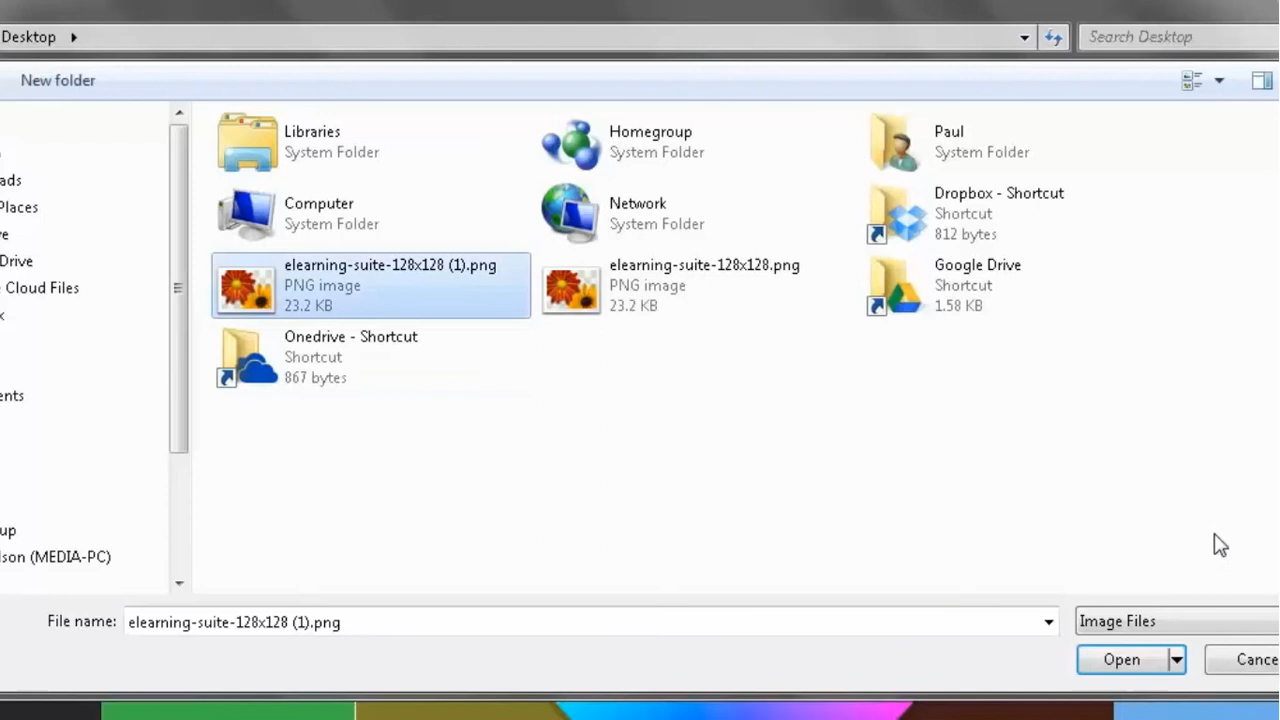 Desktop
Search Desktop
New folder
ads
Places
e
Drive
e Cloud Files
x
ents
up
lson (MEDIA-PC)
Libraries
System Folder
Homegroup
System Folder
Paul
System Folder
Computer
System Folder
Network
System Folder
Dropbox - Shortcut
Shortcut
812 bytes
elearning-suite-128x128 (1).png
PNG image
23.2 KB
elearning-suite-128x128.png
PNG image
23.2 KB
Google Drive
Shortcut
1.58 KB
Onedrive - Shortcut
Shortcut
867 bytes
File name:
elearning-suite-128x128 (1).png
Image Files
Open
Cance